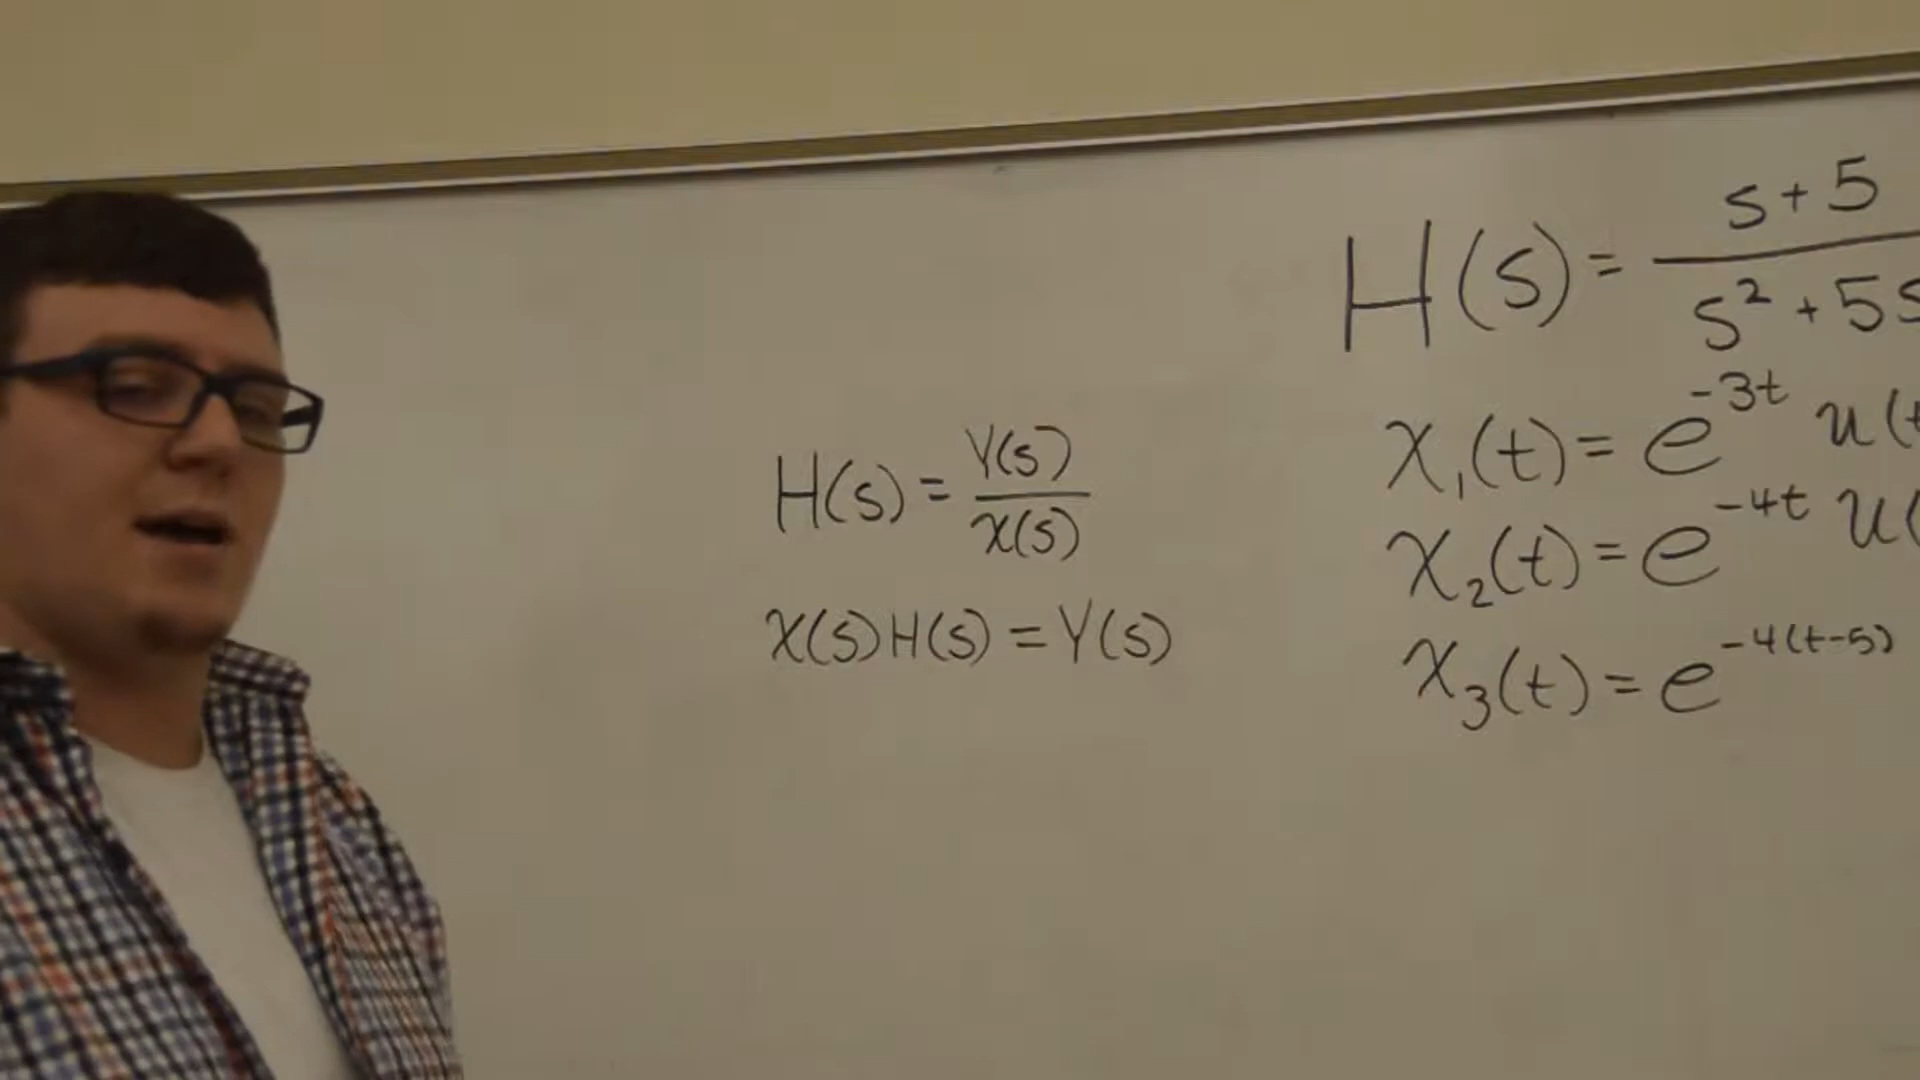 H(s) = Y(s)/X(s)
X(s)H(s) = Y(s)
H(s) = s+5 / s² + 5s
x₁(t) = e^-3t u(t
x₂(t) = e^-4t u(
x₃(t) = e^-4(t-5)